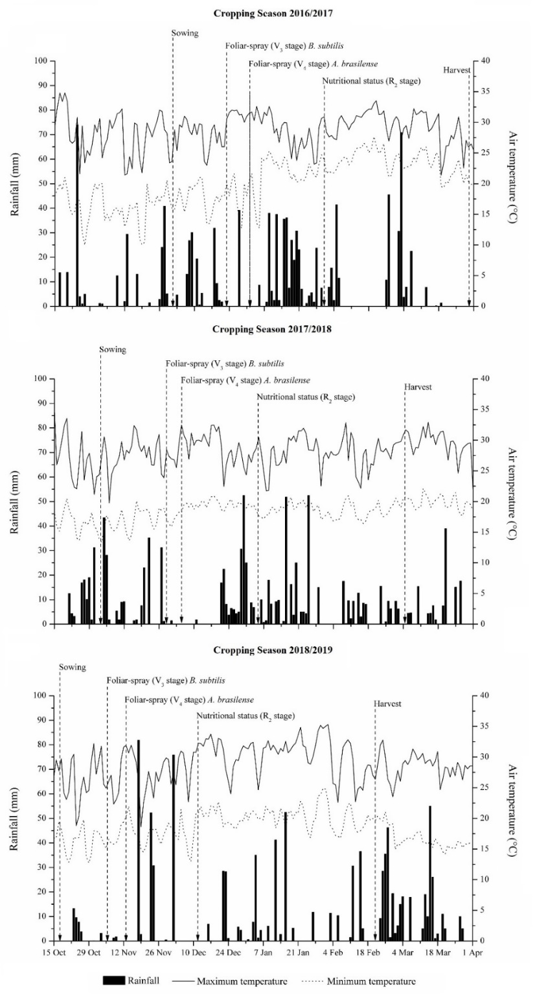 Cropping Season 2016/2017
Sowing
Foliar-spray (V3 stage) B. subtilis
Foliar-spray (V4 stage) A. brasilense
Nutritional status (R2 stage)
Harvest
100
90
80
70
60
50
40
30
20
10
0
Rainfall (mm)
40
35
30
25
20
15
10
5
0
Air temperature (°C)
Cropping Season 2017/2018
Sowing
Foliar-spray (V3 stage) B. subtilis
Foliar-spray (V4 stage) A. brasilense
Nutritional status (R2 stage)
Harvest
100
90
80
70
60
50
40
30
20
10
0
Rainfall (mm)
40
35
30
25
20
15
10
5
0
Air temperature (°C)
Cropping Season 2018/2019
Sowing
Foliar-spray (V3 stage) B. subtilis
Foliar-spray (V4 stage) A. brasilense
Nutritional status (R2 stage)
Harvest
100
90
80
70
60
50
40
30
20
10
0
Rainfall (mm)
40
35
30
25
20
15
10
5
0
Air temperature (°C)
15 Oct 29 Oct 12 Nov 26 Nov 10 Dec 24 Dec 7 Jan 21 Jan 4 Feb 18 Feb 4 Mar 18 Mar 1 Apr
Rainfall Maximum temperature Minimum temperature